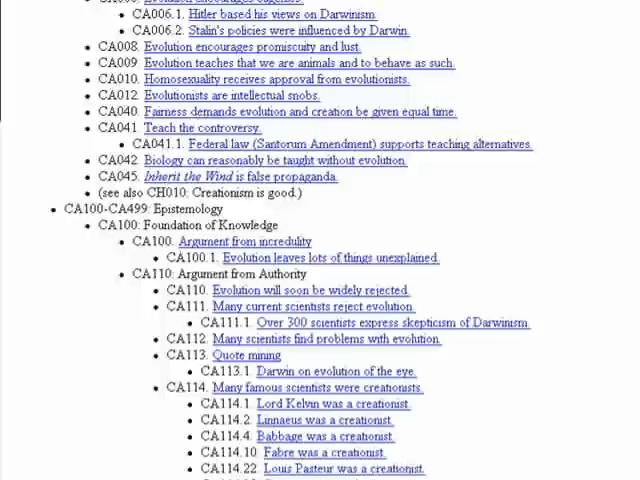 CA006.1. Hitler based his views on Darwinism.
CA006.2. Stalin's policies were influenced by Darwin.
CA008. Evolution encourages promiscuity and lust.
CA009 Evolution teaches that we are animals and to behave as such.
CA010. Homosexuality receives approval from evolutionists.
CA012. Evolutionists are intellectual snobs.
CA040. Fairness demands evolution and creation be given equal time.
CA041 Teach the controversy.
CA041.1. Federal law (Santorum Amendment) supports teaching alternatives.
CA042. Biology can reasonably be taught without evolution.
CA045. Inherit the Wind is false propaganda.
(see also CH010: Creationism is good.)
CA100-CA499: Epistemology
CA100: Foundation of Knowledge
CA100. Argument from incredulity
CA100.1. Evolution leaves lots of things unexplained.
CA110: Argument from Authority
CA110. Evolution will soon be widely rejected.
CA111. Many current scientists reject evolution.
CA111.1. Over 300 scientists express skepticism of Darwinism.
CA112. Many scientists find problems with evolution.
CA113. Quote mining
CA113.1. Darwin on evolution of the eye.
CA114. Many famous scientists were creationists.
CA114.1. Lord Kelvin was a creationist.
CA114.2. Linnaeus was a creationist.
CA114.4. Babbage was a creationist.
CA114.10. Fabre was a creationist.
CA114.22. Louis Pasteur was a creationist.